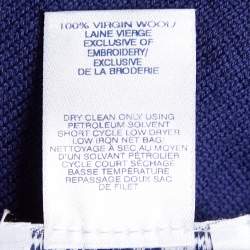 100% VIRGIN WOOL/
LAINE VIERGE
EXCLUSIVE OF
EMBROIDERY/
EXCLUSIVE
DE LA BRODERIE
DRY CLEAN ONLY USING
PETROLEUM SOLVENT
SHORT CYCLE LOW DRYER
LOW IRON NET BAG/
NETTOYAGE À SEC AU MOYEN
D'UN SOLVANT PÉTROLIER
CYCLE COURT SÉCHAGE
BASSE TEMPÉRATURE
REPASSAGE DOUX SAC
DE FILET